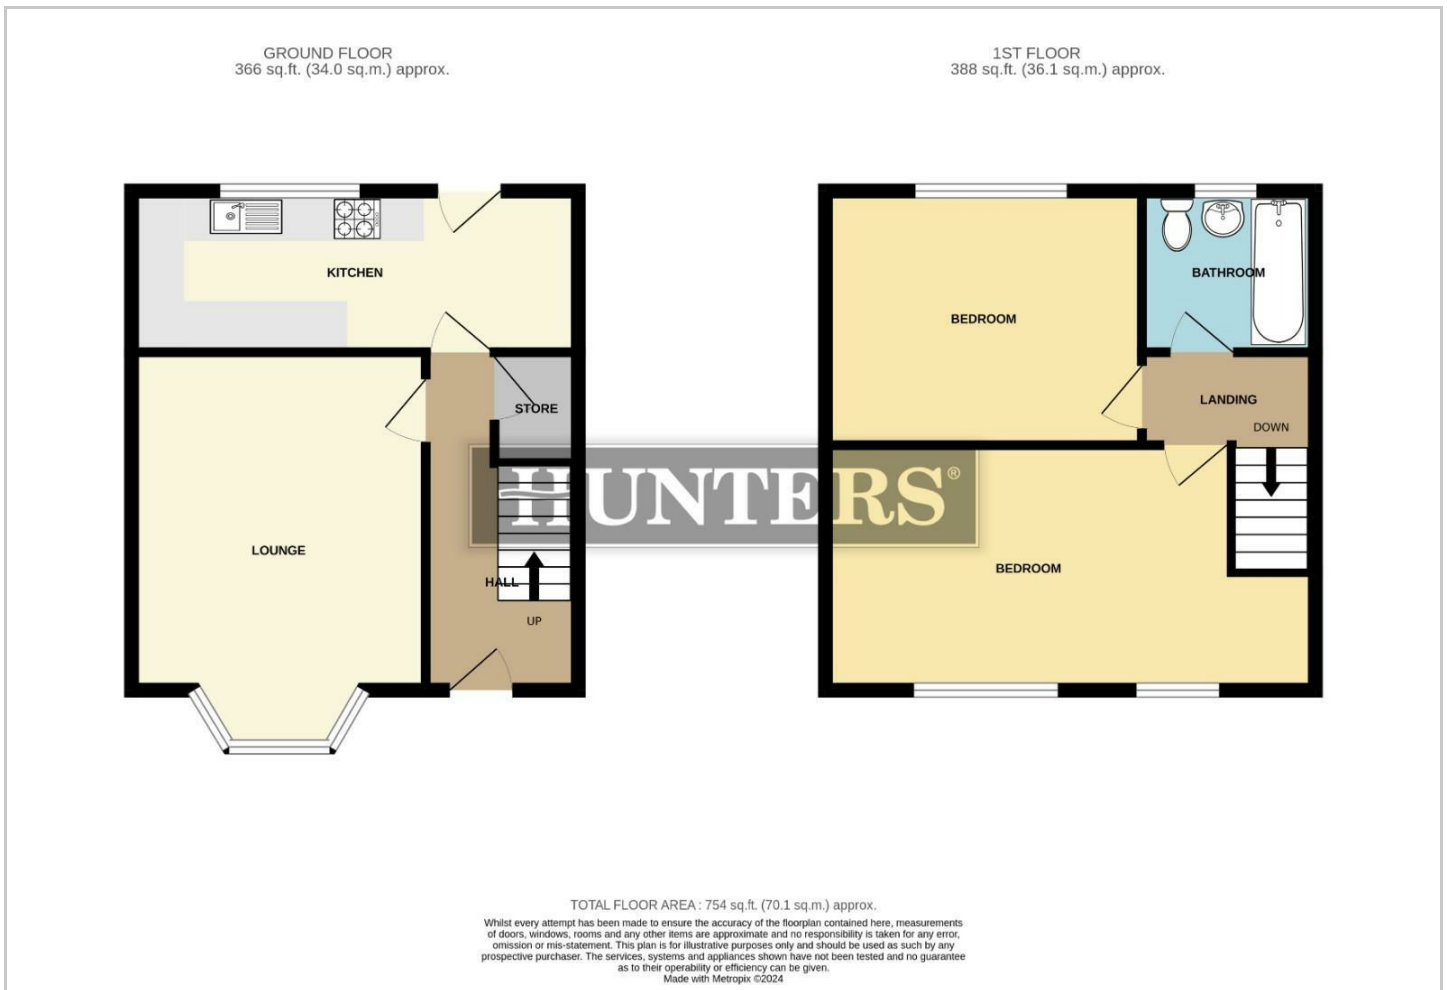 GROUND FLOOR
366 sq.ft. (34.0 sq.m.) approx.
1ST FLOOR
388 sq.ft. (36.1 sq.m.) approx.
KITCHEN
STORE
LOUNGE
HALL
UP
BEDROOM
BATHROOM
LANDING
DOWN
BEDROOM
HUNTERS®
TOTAL FLOOR AREA : 754 sq.ft. (70.1 sq.m.) approx.
Whilst every attempt has been made to ensure the accuracy of the floorplan contained here, measurements
of doors, windows, rooms and any other items are approximate and no responsibility is taken for any error,
omission or mis-statement. This plan is for illustrative purposes only and should be used as such by any
prospective purchaser. The services, systems and appliances shown have not been tested and no guarantee
as to their operability or efficiency can be given.
Made with Metropix ©2024